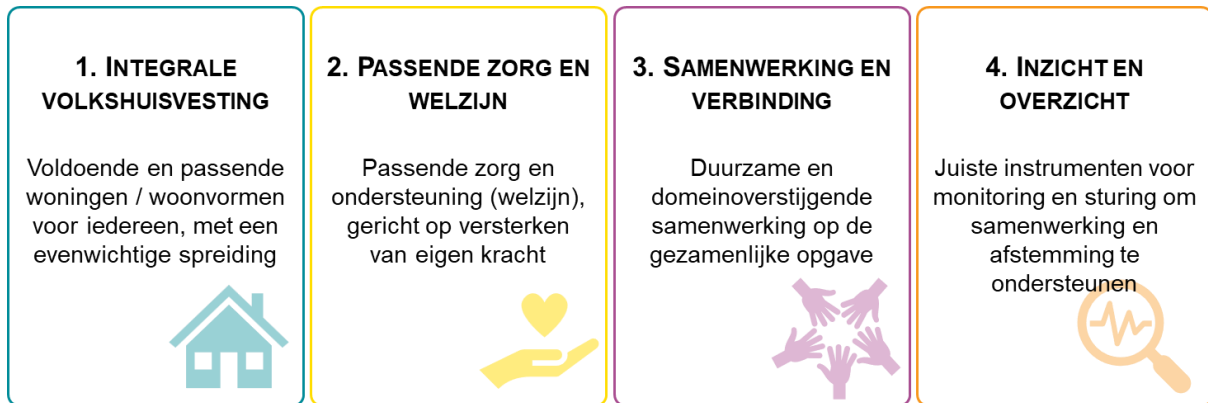 1. INTEGRALE
VOLKSHUISVESTING
Voldoende en passende
woningen / woonvormen
voor iedereen, met een
evenwichtige spreiding
2. PASSENDE ZORG EN
WELZIJN
Passende zorg en
ondersteuning (welzijn),
gericht op versterken
van eigen kracht
3. SAMENWERKING EN
VERBINDING
Duurzame en
domeinoverstijgende
samenwerking op de
gezamenlijke opgave
4. INZICHT EN
OVERZICHT
Juiste instrumenten voor
monitoring en sturing om
samenwerking en
afstemming te
ondersteunen